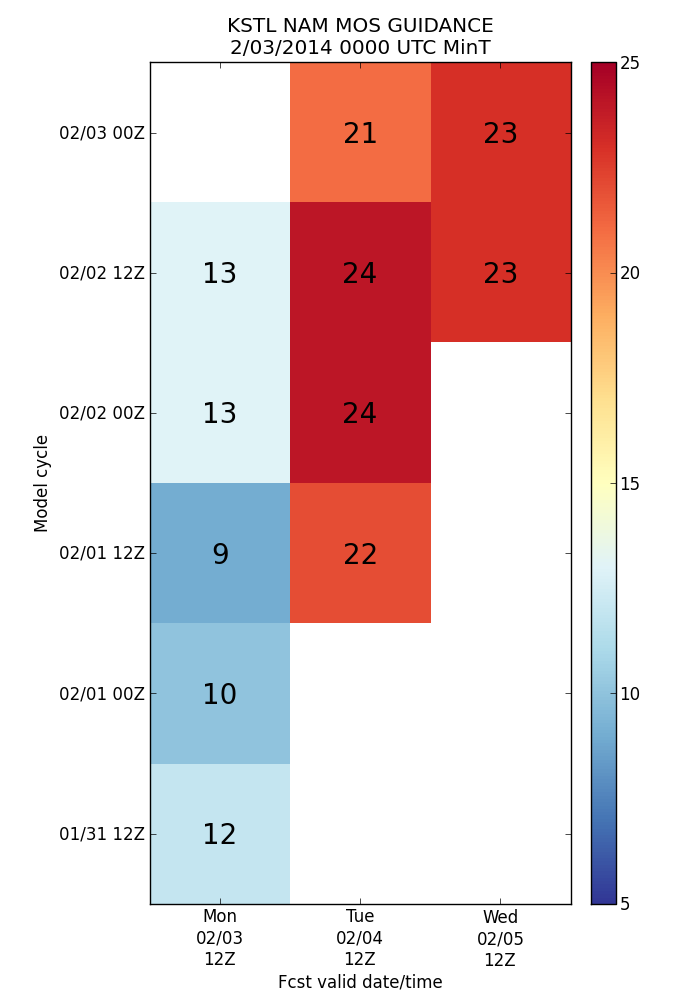 KSTL NAM MOS GUIDANCE
2/03/2014 0000 UTC MinT
02/03 00Z 21 23
02/02 12Z 13 24 23
02/02 00Z 13 24
02/01 12Z 9 22
02/01 00Z 10
01/31 12Z 12
Model cycle
Mon Tue Wed
02/03 02/04 02/05
12Z 12Z 12Z
Fcst valid date/time
25
20
15
10
5